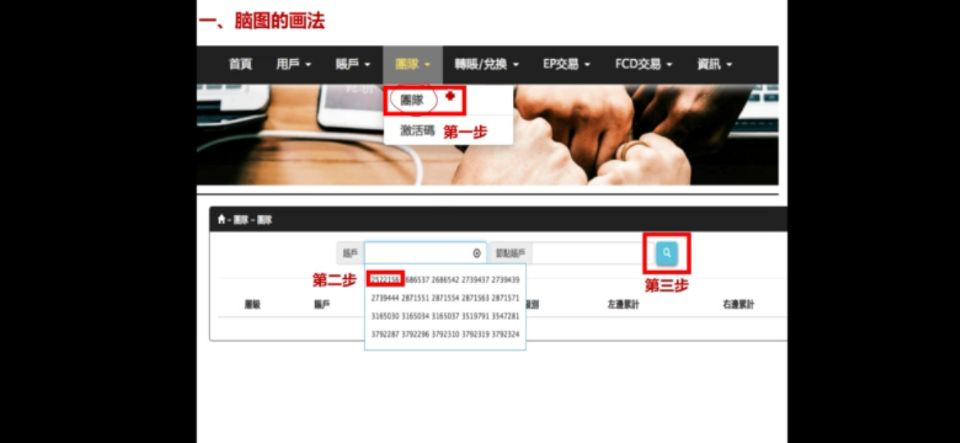 一、脑图的画法
首頁 用戶 賬戶 團隊 轉賬/兌換 EP交易 FCD交易 資訊
團隊
激活碼 第一步
- 團隊 - 團隊
賬戶 節點賬戶
第二步 第三步
2686537 2686542 2739437 2739439
2739444 2871551 2871554 2871563 2871571
層級 賬戶 級別 左邊累計 右邊累計
3165030 3165034 3165037 3519791 3547281
3792287 3792296 3792310 3792319 3792324